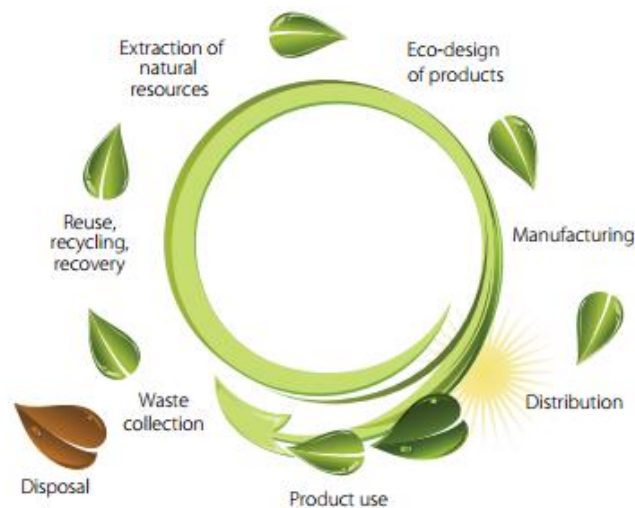 Extraction of
natural
resources
Eco-design
of products
Manufacturing
Distribution
Product use
Waste
collection
Disposal
Reuse,
recycling,
recovery